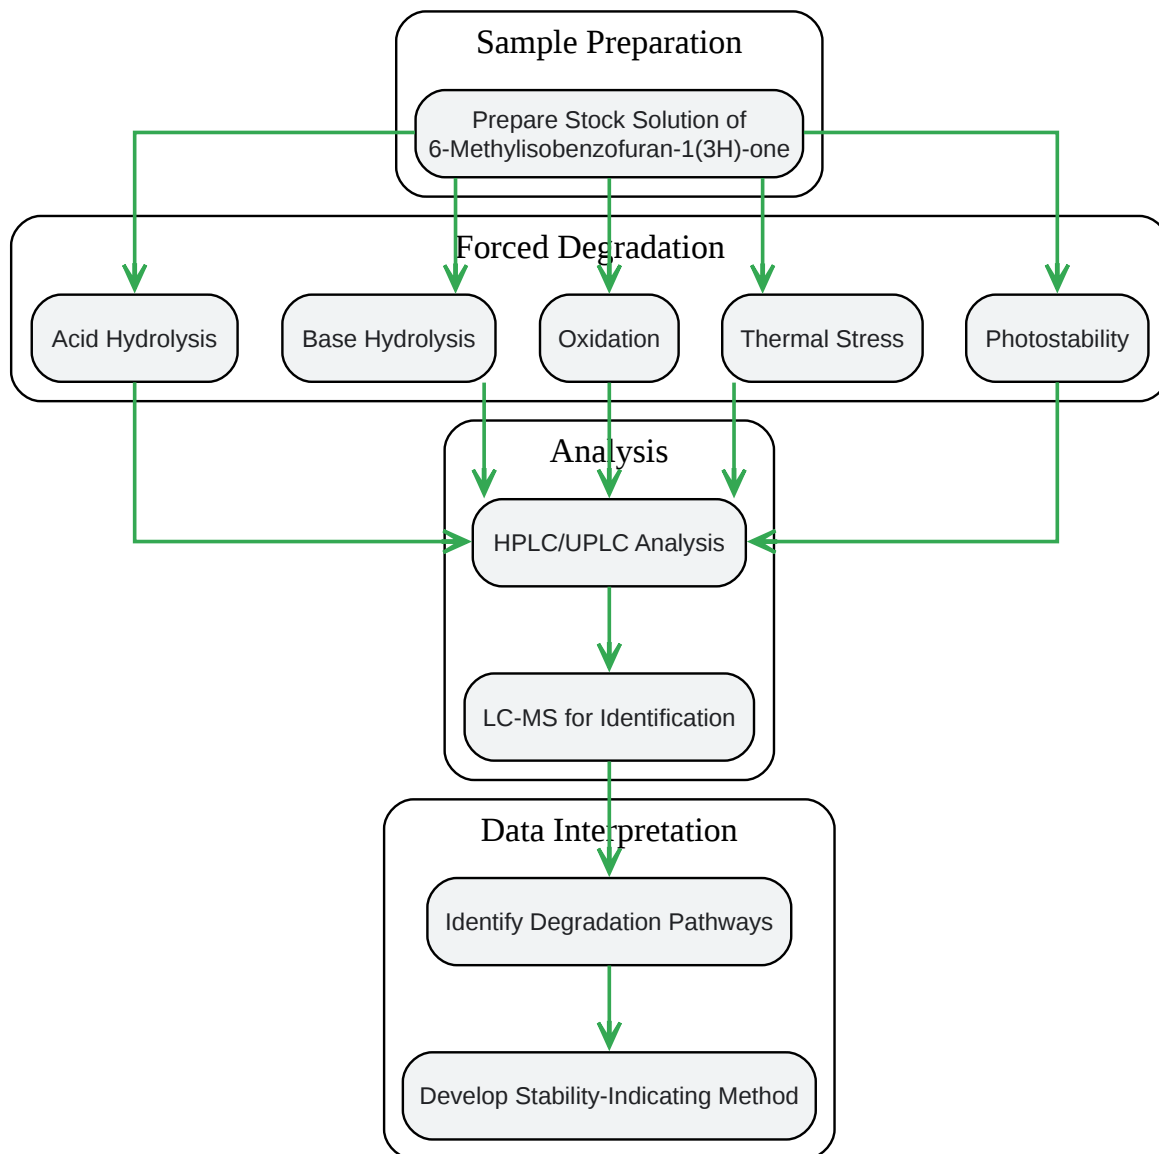 Sample Preparation
Prepare Stock Solution of
6-Methylisobenzofuran-1(3H)-one
Forced Degradation
Acid Hydrolysis
Base Hydrolysis
Oxidation
Thermal Stress
Photostability
Analysis
HPLC/UPLC Analysis
LC-MS for Identification
Data Interpretation
Identify Degradation Pathways
Develop Stability-Indicating Method